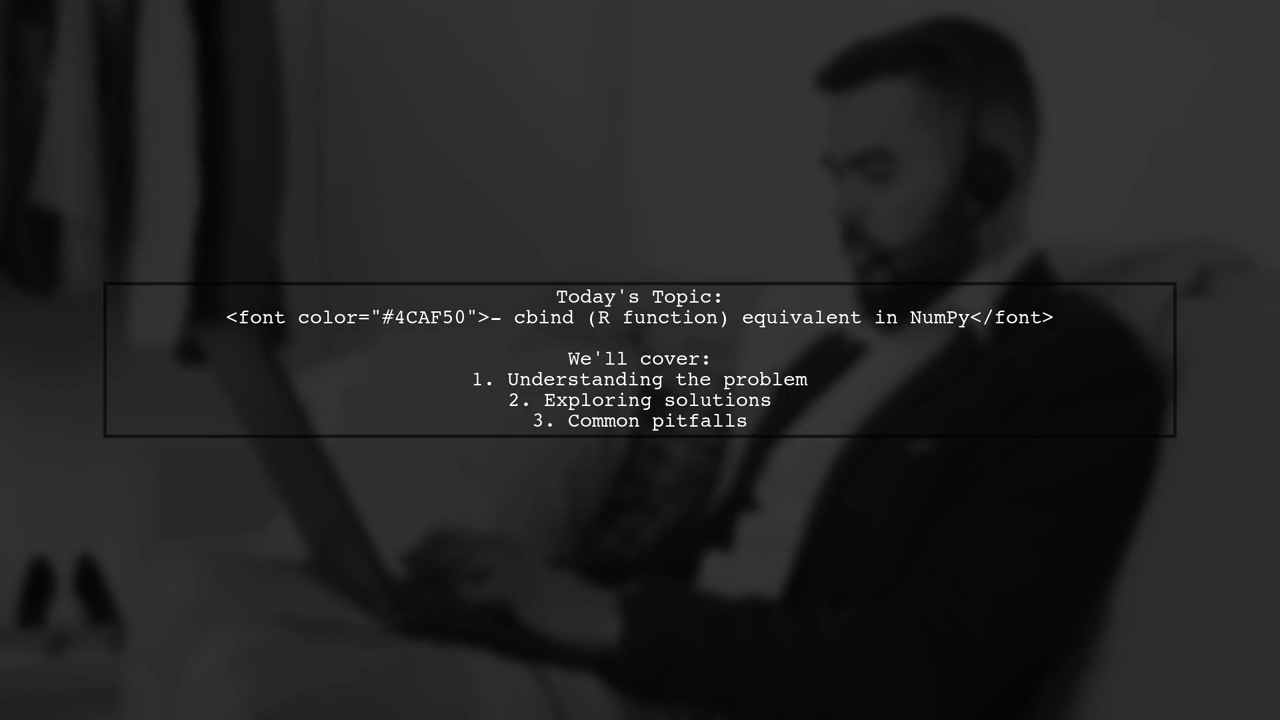 Today's Topic:
<font color="#4CAF50">- cbind (R function) equivalent in NumPy</font>
We'll cover:
1. Understanding the problem
2. Exploring solutions
3. Common pitfalls